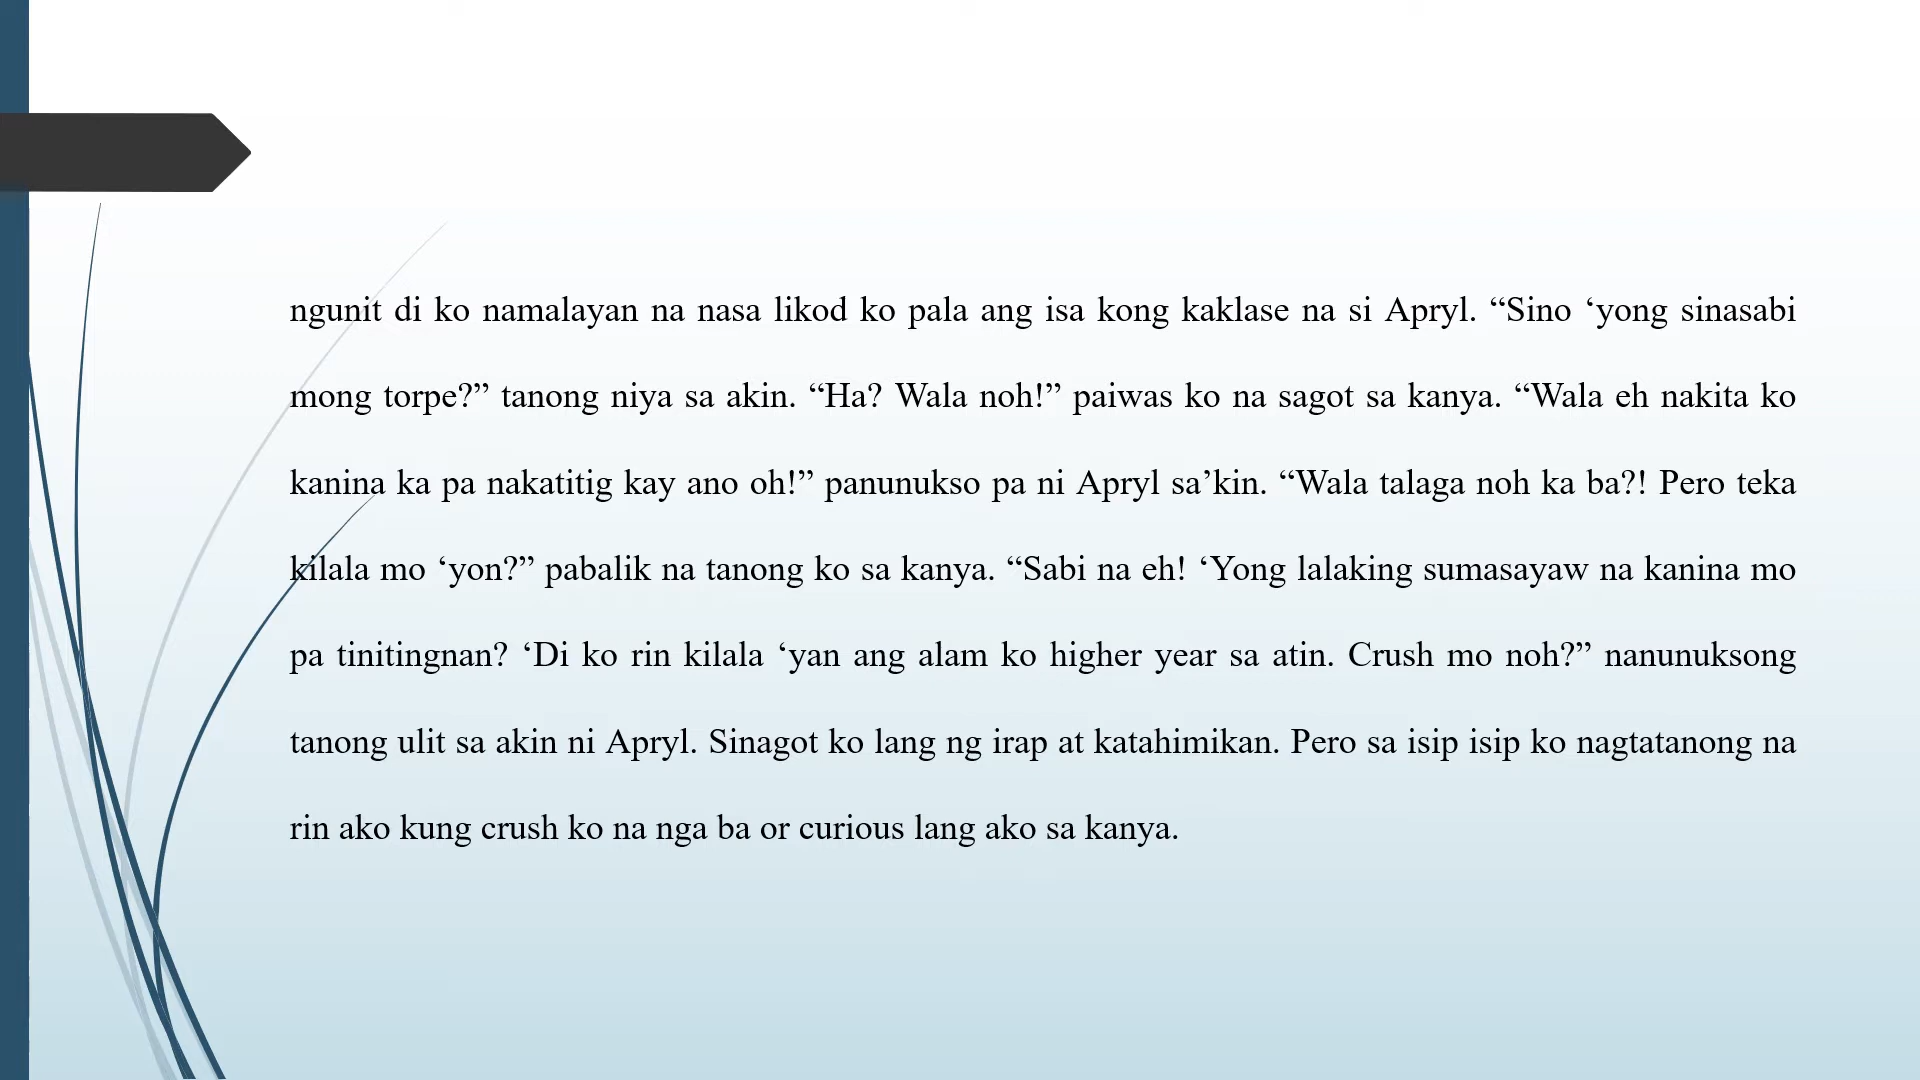 ngunit di ko namalayan na nasa likod ko pala ang isa kong kaklase na si Apryl. “Sino ‘yong sinasabi
mong torpe?” tanong niya sa akin. “Ha? Wala noh!” paiwas ko na sagot sa kanya. “Wala eh nakita ko
kanina ka pa nakatitig kay ano oh!” panunukso pa ni Apryl sa’kin. “Wala talaga noh ka ba?! Pero teka
kilala mo ‘yon?” pabalik na tanong ko sa kanya. “Sabi na eh! ‘Yong lalaking sumasayaw na kanina mo
pa tinitingnan? ‘Di ko rin kilala ‘yan ang alam ko higher year sa atin. Crush mo noh?” nanunuksong
tanong ulit sa akin ni Apryl. Sinagot ko lang ng irap at katahimikan. Pero sa isip isip ko nagtatanong na
rin ako kung crush ko na nga ba or curious lang ako sa kanya.